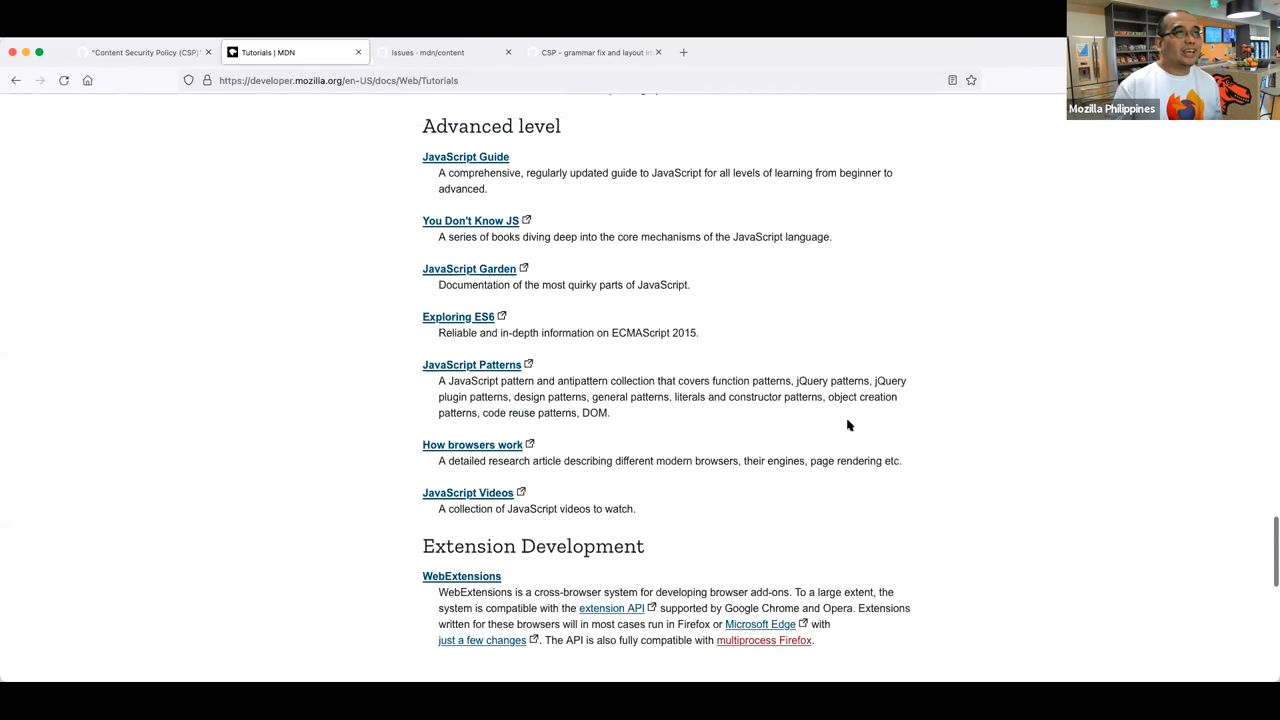 "Content Security Policy (CSP)"
Tutorials | MDN
Issues · mdn/content
CSP - grammar fix and layout
https://developer.mozilla.org/en-US/docs/Web/Tutorials
Mozilla Philippines
Advanced level
JavaScript Guide
A comprehensive, regularly updated guide to JavaScript for all levels of learning from beginner to
advanced.
You Don't Know JS
A series of books diving deep into the core mechanisms of the JavaScript language.
JavaScript Garden
Documentation of the most quirky parts of JavaScript.
Exploring ES6
Reliable and in-depth information on ECMAScript 2015.
JavaScript Patterns
A JavaScript pattern and antipattern collection that covers function patterns, jQuery patterns, jQuery
plugin patterns, design patterns, general patterns, literals and constructor patterns, object creation
patterns, code reuse patterns, DOM.
How browsers work
A detailed research article describing different modern browsers, their engines, page rendering etc.
JavaScript Videos
A collection of JavaScript videos to watch.
Extension Development
WebExtensions
WebExtensions is a cross-browser system for developing browser add-ons. To a large extent, the
system is compatible with the extension API supported by Google Chrome and Opera. Extensions
written for these browsers will in most cases run in Firefox or Microsoft Edge with
just a few changes. The API is also fully compatible with multiprocess Firefox.